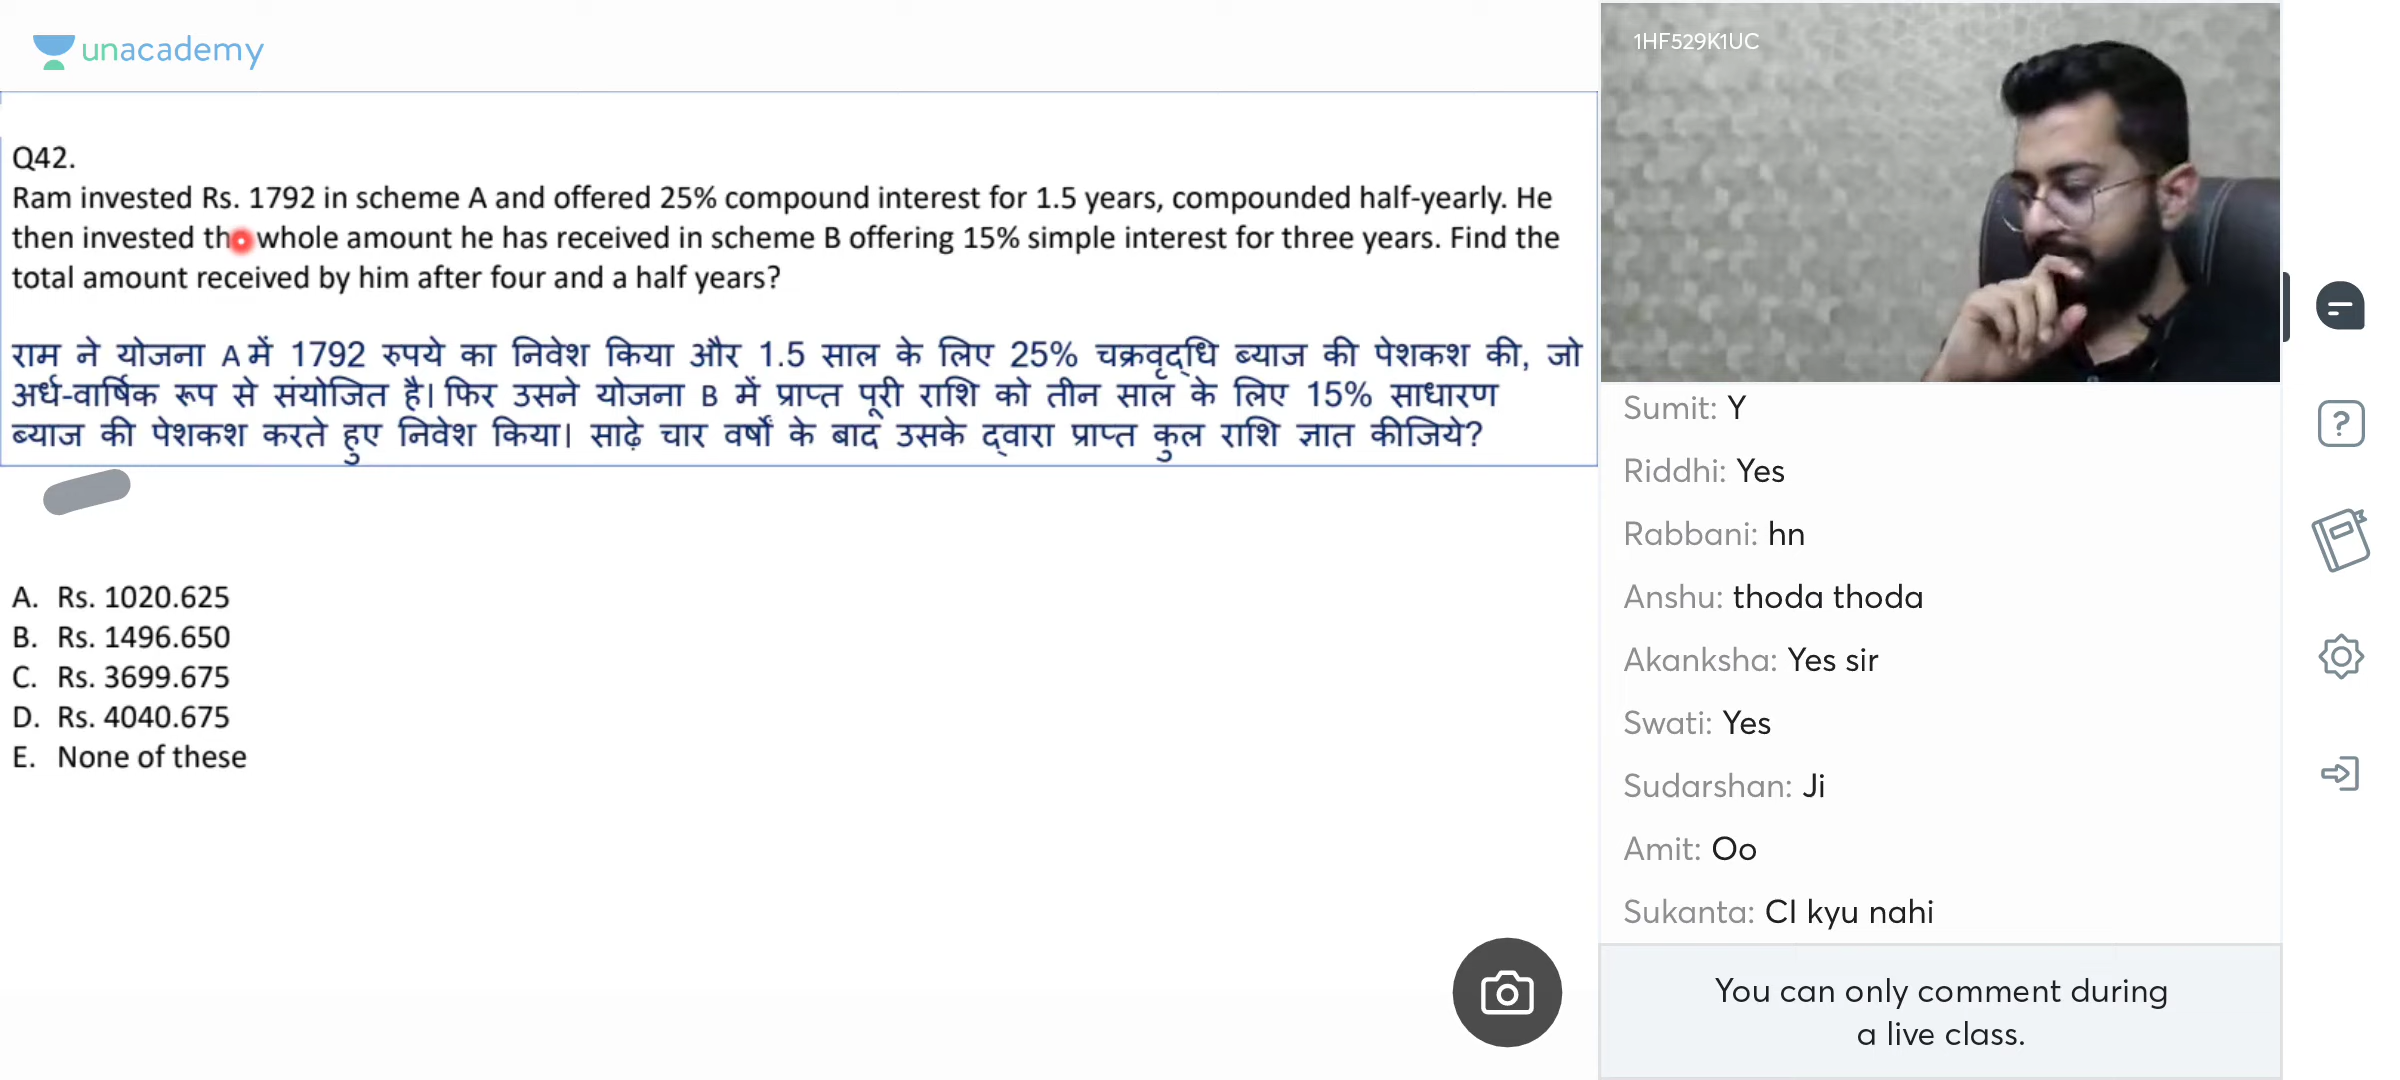 unacademy
Q42.
Ram invested Rs. 1792 in scheme A and offered 25% compound interest for 1.5 years, compounded half-yearly. He
then invested th whole amount he has received in scheme B offering 15% simple interest for three years. Find the
total amount received by him after four and a half years?
राम ने योजना A में 1792 रुपये का निवेश किया और 1.5 साल के लिए 25% चक्रवृद्धि ब्याज की पेशकश की, जो
अर्ध-वार्षिक रूप से संयोजित है। फिर उसने योजना B में प्राप्त पूरी राशि को तीन साल के लिए 15% साधारण
ब्याज की पेशकश करते हुए निवेश किया। साढ़े चार वर्षों के बाद उसके द्वारा प्राप्त कुल राशि ज्ञात कीजिये?
A. Rs. 1020.625
B. Rs. 1496.650
C. Rs. 3699.675
D. Rs. 4040.675
E. None of these
1HF529K1UC
Sumit: Y
Riddhi: Yes
Rabbani: hn
Anshu: thoda thoda
Akanksha: Yes sir
Swati: Yes
Sudarshan: Ji
Amit: Oo
Sukanta: CI kyu nahi
You can only comment during
a live class.
?